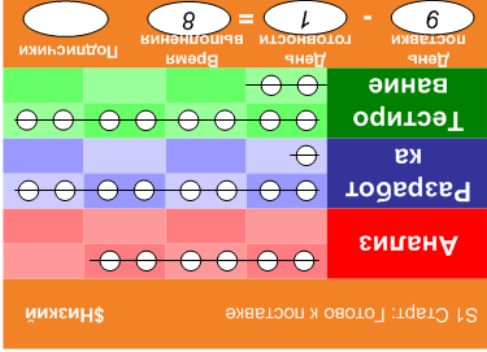 S1 Старт: Готово к поставке
$Низкий
Анализ
Разработ
ка
Тестиро
вание
День
поставки
День
готовности
Время
выполнения
Подписчики
9 - 1 = 8